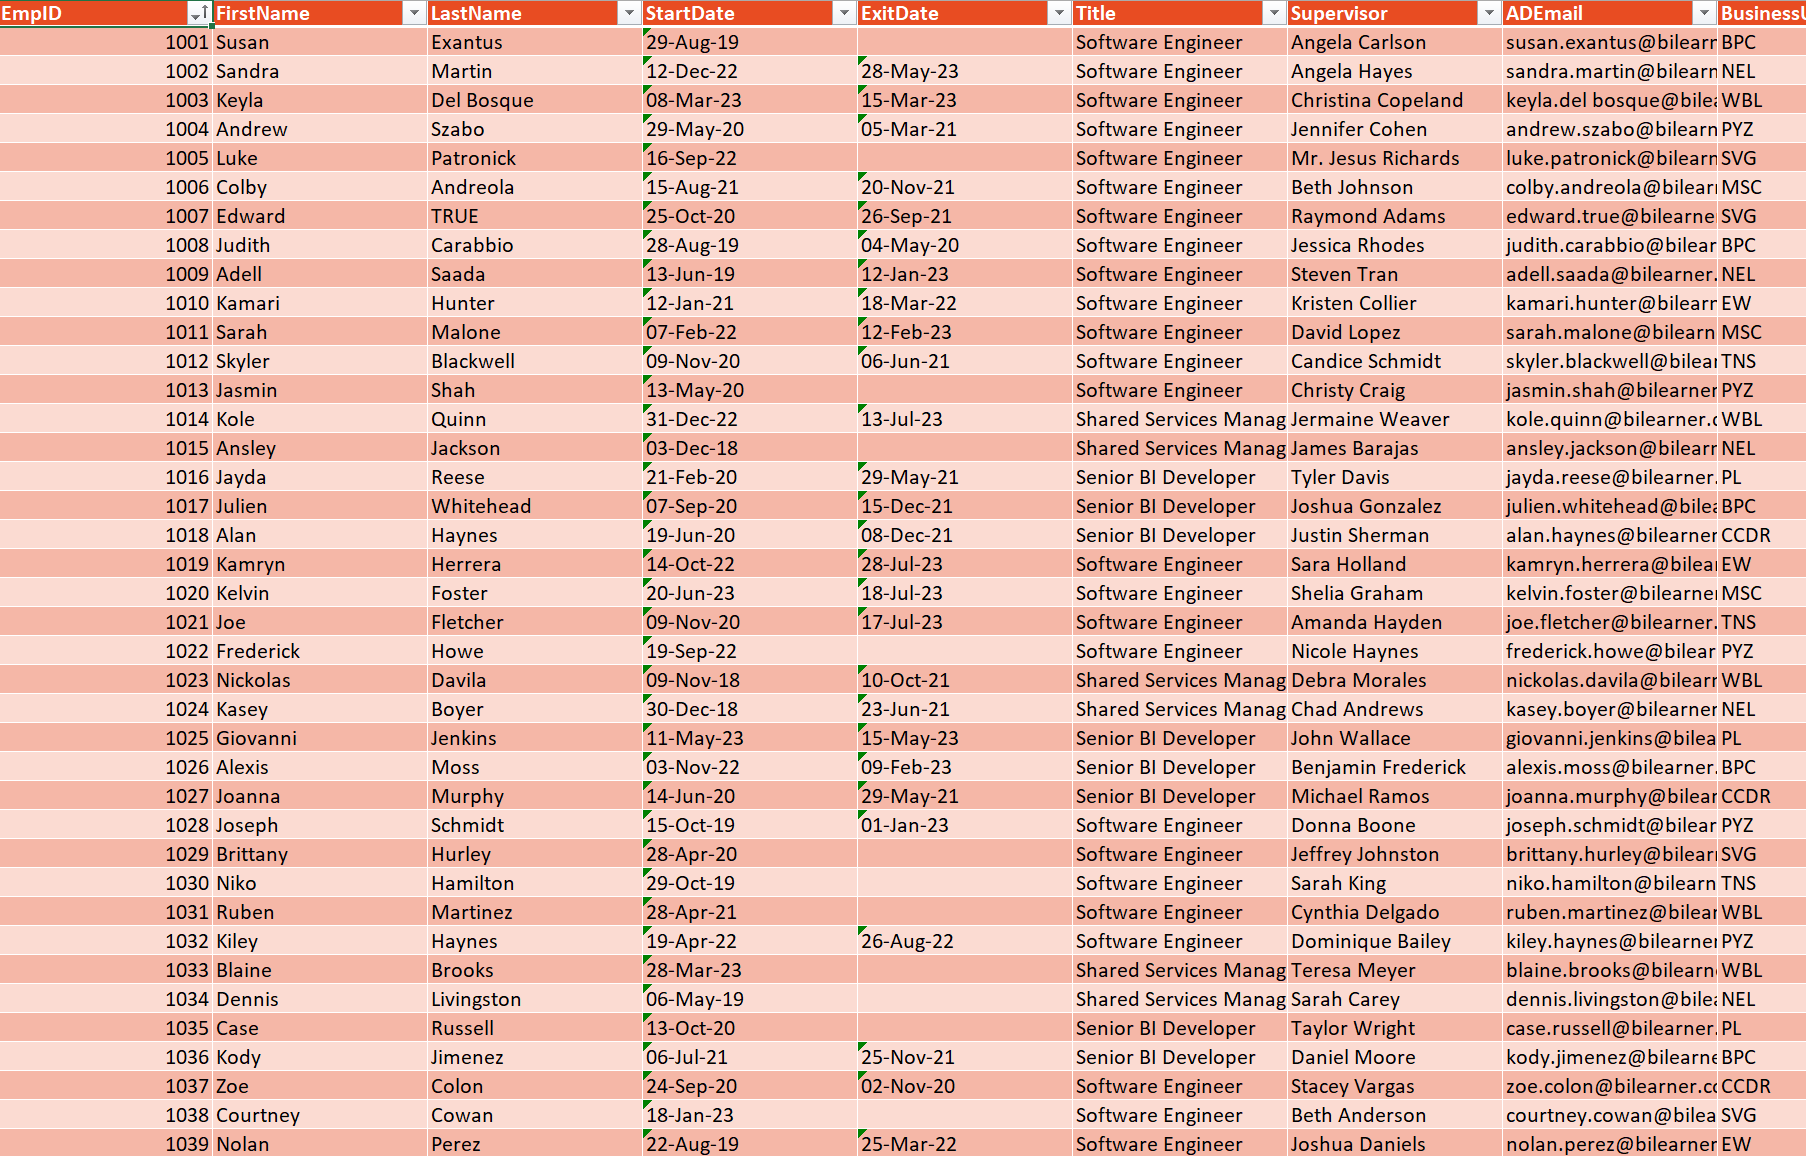 EmpID FirstName LastName StartDate ExitDate Title Supervisor ADEmail BusinessU
1001 Susan Exantus 29-Aug-19 Software Engineer Angela Carlson susan.exantus@bilearn BPC
1002 Sandra Martin 12-Dec-22 28-May-23 Software Engineer Angela Hayes sandra.martin@bilearn NEL
1003 Keyla Del Bosque 08-Mar-23 15-Mar-23 Software Engineer Christina Copeland keyla.del bosque@bilea WBL
1004 Andrew Szabo 29-May-20 05-Mar-21 Software Engineer Jennifer Cohen andrew.szabo@bilearn PYZ
1005 Luke Patronick 16-Sep-22 Software Engineer Mr. Jesus Richards luke.patronick@bilearn SVG
1006 Colby Andreola 15-Aug-21 20-Nov-21 Software Engineer Beth Johnson colby.andreola@bilearn MSC
1007 Edward TRUE 25-Oct-20 26-Sep-21 Software Engineer Raymond Adams edward.true@bilearne SVG
1008 Judith Carabbio 28-Aug-19 04-May-20 Software Engineer Jessica Rhodes judith.carabbio@bilear BPC
1009 Adell Saada 13-Jun-19 12-Jan-23 Software Engineer Steven Tran adell.saada@bilearner. NEL
1010 Kamari Hunter 12-Jan-21 18-Mar-22 Software Engineer Kristen Collier kamari.hunter@bilearn EW
1011 Sarah Malone 07-Feb-22 12-Feb-23 Software Engineer David Lopez sarah.malone@bilearn MSC
1012 Skyler Blackwell 09-Nov-20 06-Jun-21 Software Engineer Candice Schmidt skyler.blackwell@bilear TNS
1013 Jasmin Shah 13-May-20 Software Engineer Christy Craig jasmin.shah@bilearner PYZ
1014 Kole Quinn 31-Dec-22 13-Jul-23 Shared Services Manag Jermaine Weaver kole.quinn@bilearner.c WBL
1015 Ansley Jackson 03-Dec-18 Shared Services Manag James Barajas ansley.jackson@bilearn NEL
1016 Jayda Reese 21-Feb-20 29-May-21 Senior BI Developer Tyler Davis jayda.reese@bilearner. PL
1017 Julien Whitehead 07-Sep-20 15-Dec-21 Senior BI Developer Joshua Gonzalez julien.whitehead@bilea BPC
1018 Alan Haynes 19-Jun-20 08-Dec-21 Senior BI Developer Justin Sherman alan.haynes@bilearner CCDR
1019 Kamryn Herrera 14-Oct-22 28-Jul-23 Software Engineer Sara Holland kamryn.herrera@bilear EW
1020 Kelvin Foster 20-Jun-23 18-Jul-23 Software Engineer Shelia Graham kelvin.foster@bilearner MSC
1021 Joe Fletcher 09-Nov-20 17-Jul-23 Software Engineer Amanda Hayden joe.fletcher@bilearner. TNS
1022 Frederick Howe 19-Sep-22 Software Engineer Nicole Haynes frederick.howe@bilear PYZ
1023 Nickolas Davila 09-Nov-18 10-Oct-21 Shared Services Manag Debra Morales nickolas.davila@bilearn WBL
1024 Kasey Boyer 30-Dec-18 23-Jun-21 Shared Services Manag Chad Andrews kasey.boyer@bilearner NEL
1025 Giovanni Jenkins 11-May-23 15-May-23 Senior BI Developer John Wallace giovanni.jenkins@bilea PL
1026 Alexis Moss 03-Nov-22 09-Feb-23 Senior BI Developer Benjamin Frederick alexis.moss@bilearner. BPC
1027 Joanna Murphy 14-Jun-20 29-May-21 Senior BI Developer Michael Ramos joanna.murphy@bilear CCDR
1028 Joseph Schmidt 15-Oct-19 01-Jan-23 Software Engineer Donna Boone joseph.schmidt@bilear PYZ
1029 Brittany Hurley 28-Apr-20 Software Engineer Jeffrey Johnston brittany.hurley@bilearn SVG
1030 Niko Hamilton 29-Oct-19 Software Engineer Sarah King niko.hamilton@bilearn TNS
1031 Ruben Martinez 28-Apr-21 Software Engineer Cynthia Delgado ruben.martinez@bilear WBL
1032 Kiley Haynes 19-Apr-22 26-Aug-22 Software Engineer Dominique Bailey kiley.haynes@bilearner PYZ
1033 Blaine Brooks 28-Mar-23 Shared Services Manag Teresa Meyer blaine.brooks@bilearn WBL
1034 Dennis Livingston 06-May-19 Shared Services Manag Sarah Carey dennis.livingston@bilea NEL
1035 Case Russell 13-Oct-20 Senior BI Developer Taylor Wright case.russell@bilearner. PL
1036 Kody Jimenez 06-Jul-21 25-Nov-21 Senior BI Developer Daniel Moore kody.jimenez@bilearne BPC
1037 Zoe Colon 24-Sep-20 02-Nov-20 Software Engineer Stacey Vargas zoe.colon@bilearner.co CCDR
1038 Courtney Cowan 18-Jan-23 Software Engineer Beth Anderson courtney.cowan@bilea SVG
1039 Nolan Perez 22-Aug-19 25-Mar-22 Software Engineer Joshua Daniels nolan.perez@bilearner EW